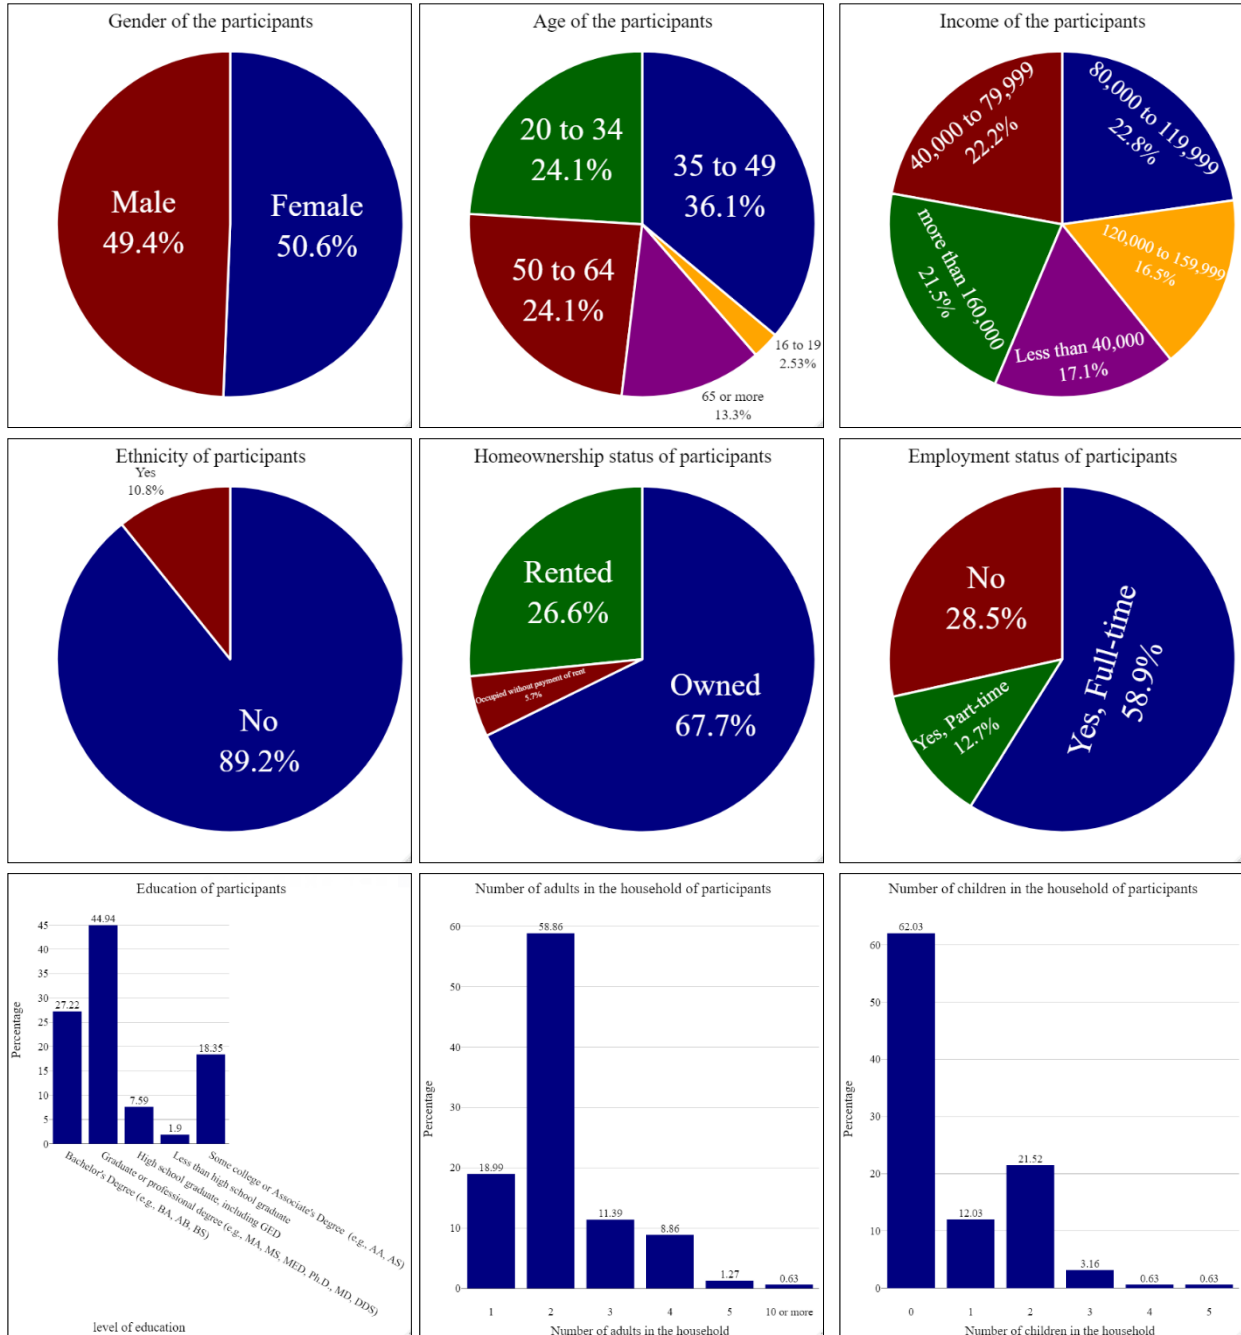 Gender of the participants
Male
49.4%
Female
50.6%
Age of the participants
20 to 34
24.1%
35 to 49
36.1%
50 to 64
24.1%
16 to 19
2.53%
65 or more
13.3%
Income of the participants
40,000 to 79,999
22.2%
80,000 to 119,999
22.8%
more than 160,000
21.5%
120,000 to 159,999
16.5%
Less than 40,000
17.1%
Ethnicity of participants
Yes
10.8%
No
89.2%
Homeownership status of participants
Rented
26.6%
Occupied without payment of rent
5.7%
Owned
67.7%
Employment status of participants
No
28.5%
Yes, Full-time
58.9%
Yes, Part-time
12.7%
Education of participants
Percentage
45
40
35
30
25
20
15
10
5
0
27.22
44.94
7.59
1.9
18.35
Bachelor's Degree (e.g., BA, AB, BS)
Graduate or professional degree (e.g., MA, MS, MED, Ph.D., MD, DDS)
High school graduate, including GED
Less than high school graduate
Some college or Associate's Degree (e.g., AA, AS)
level of education
Number of adults in the household of participants
Percentage
60
50
40
30
20
10
0
18.99
58.86
11.39
8.86
1.27
0.63
1
2
3
4
5
10 or more
Number of adults in the household
Number of children in the household of participants
Percentage
60
50
40
30
20
10
0
62.03
12.03
21.52
3.16
0.63
0.63
0
1
2
3
4
5
Number of children in the household